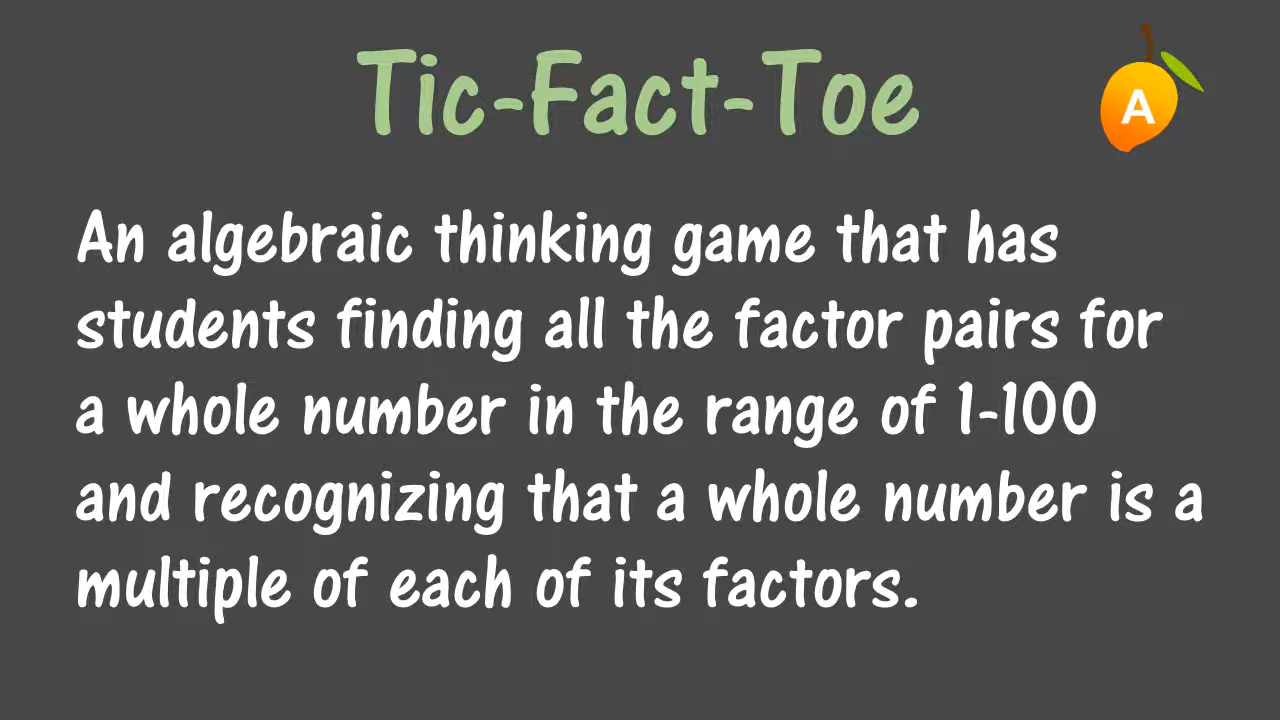 Tic-Fact-Toe
A
An algebraic thinking game that has
students finding all the factor pairs for
a whole number in the range of 1-100
and recognizing that a whole number is a
multiple of each of its factors.